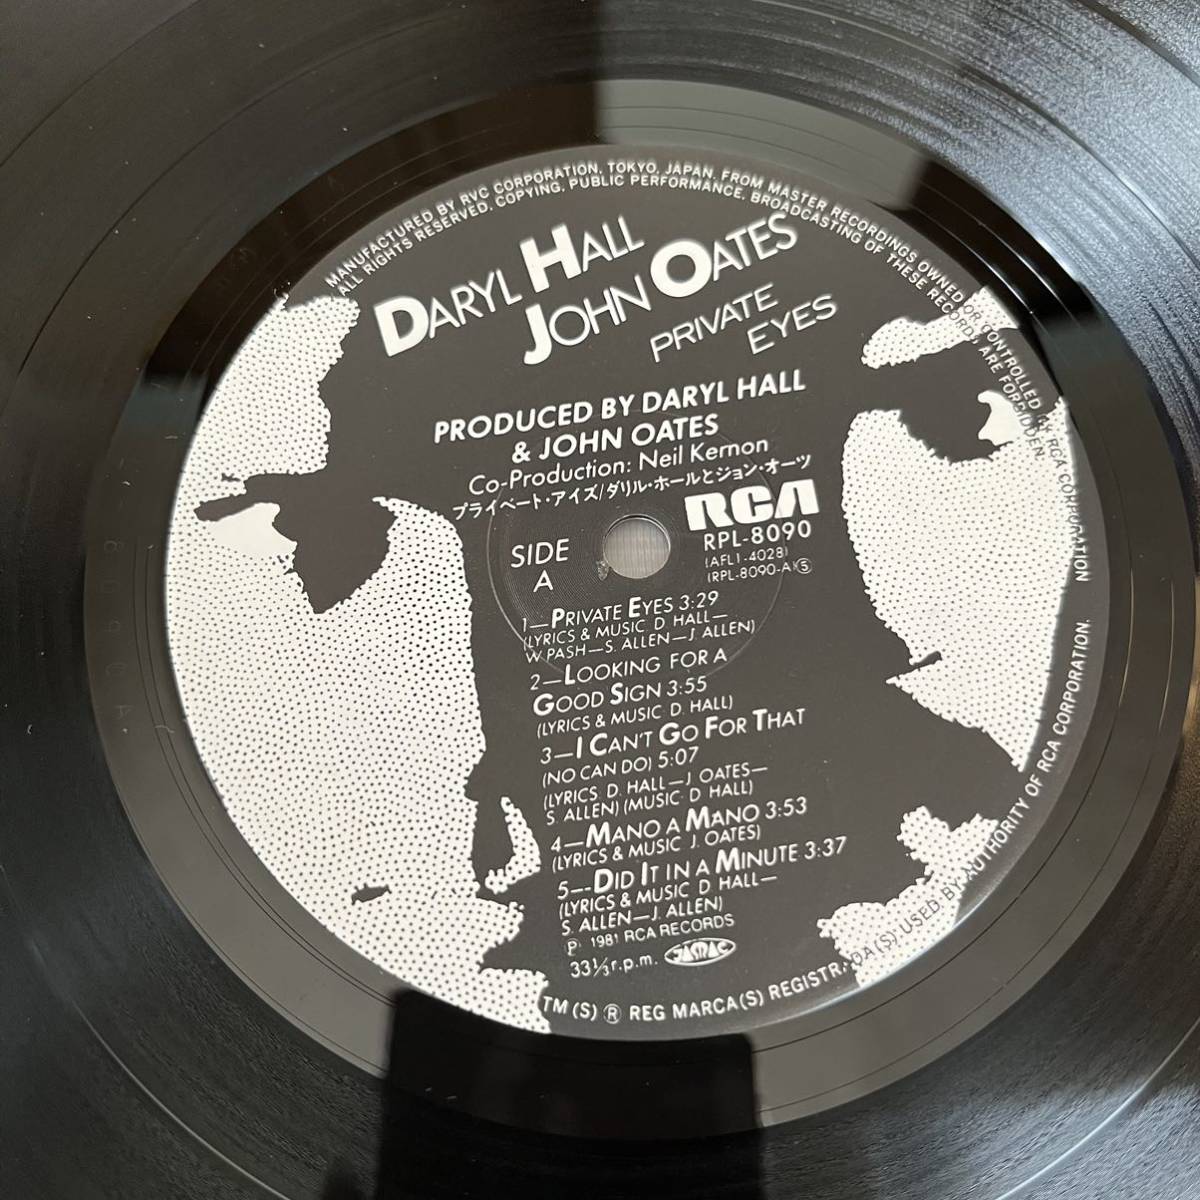 MANUFACTURED BY RVC CORPORATION, TOKYO, JAPAN. FROM MASTER RECORDINGS OWNED OR CONTROLLED BY RCA CORPORATION
ALL RIGHTS RESERVED. COPYING, PUBLIC PERFORMANCE, BROADCASTING OF THESE RECORDS ARE FORBIDDEN.
DARYL HALL
JOHN OATES
PRIVATE
EYES
PRODUCED BY DARYL HALL
& JOHN OATES
Co-Production: Neil Kernon
プライベート・アイズ/ダリル・ホールとジョン・オーツ
RCA
RPL-8090
(AFL1-4028)
(RPL-8090-A)Ⓢ
SIDE
A
1—PRIVATE EYES 3:29
(LYRICS & MUSIC D HALL—
W PASH—S. ALLEN—J. ALLEN)
2—LOOKING FOR A
GOOD SIGN 3:55
(LYRICS & MUSIC D. HALL)
3—I CAN'T GO FOR THAT
(NO CAN DO) 5:07
(LYRICS D. HALL—J. OATES—
S. ALLEN) (MUSIC D HALL)
4—MANO A MANO 3:53
(LYRICS & MUSIC J. OATES)
5—DID IT IN A MINUTE 3:37
(LYRICS & MUSIC D HALL—
S. ALLEN—J. ALLEN)
Ⓟ 1981 RCA RECORDS
33⅓ r.p.m. JASRAC
TM(S) ® REG MARCA(S) REGISTRADA(S) USED BY AUTHORITY OF RCA CORPORATION.